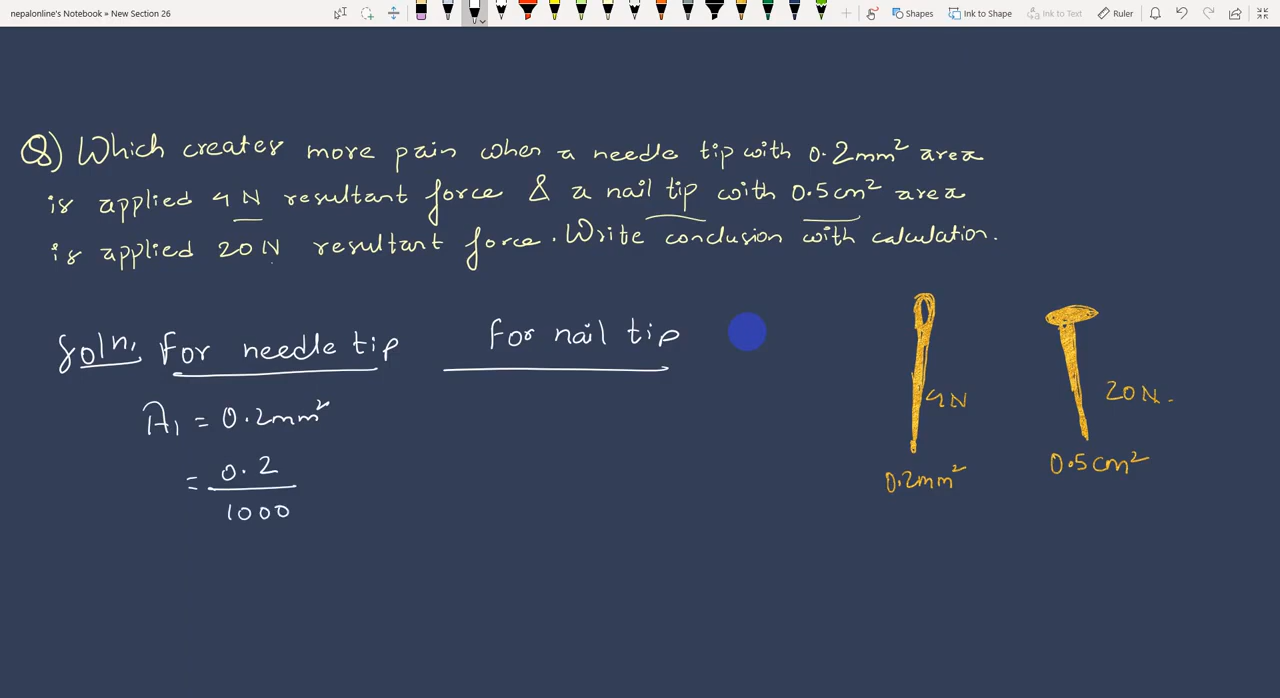 nepalonline's Notebook » New Section 26
Shapes Ink to Shape Ink to Text Ruler
Q) Which creates more pain when a needle tip with 0.2mm² area
is applied 4 N resultant force & a nail tip with 0.5cm² area
is applied 20 N resultant force. Write conclusion with calculation.
Soln, For needle tip For nail tip
A₁ = 0.2mm²
= 0.2
1000
4N
0.2mm²
20N.
0.5cm²